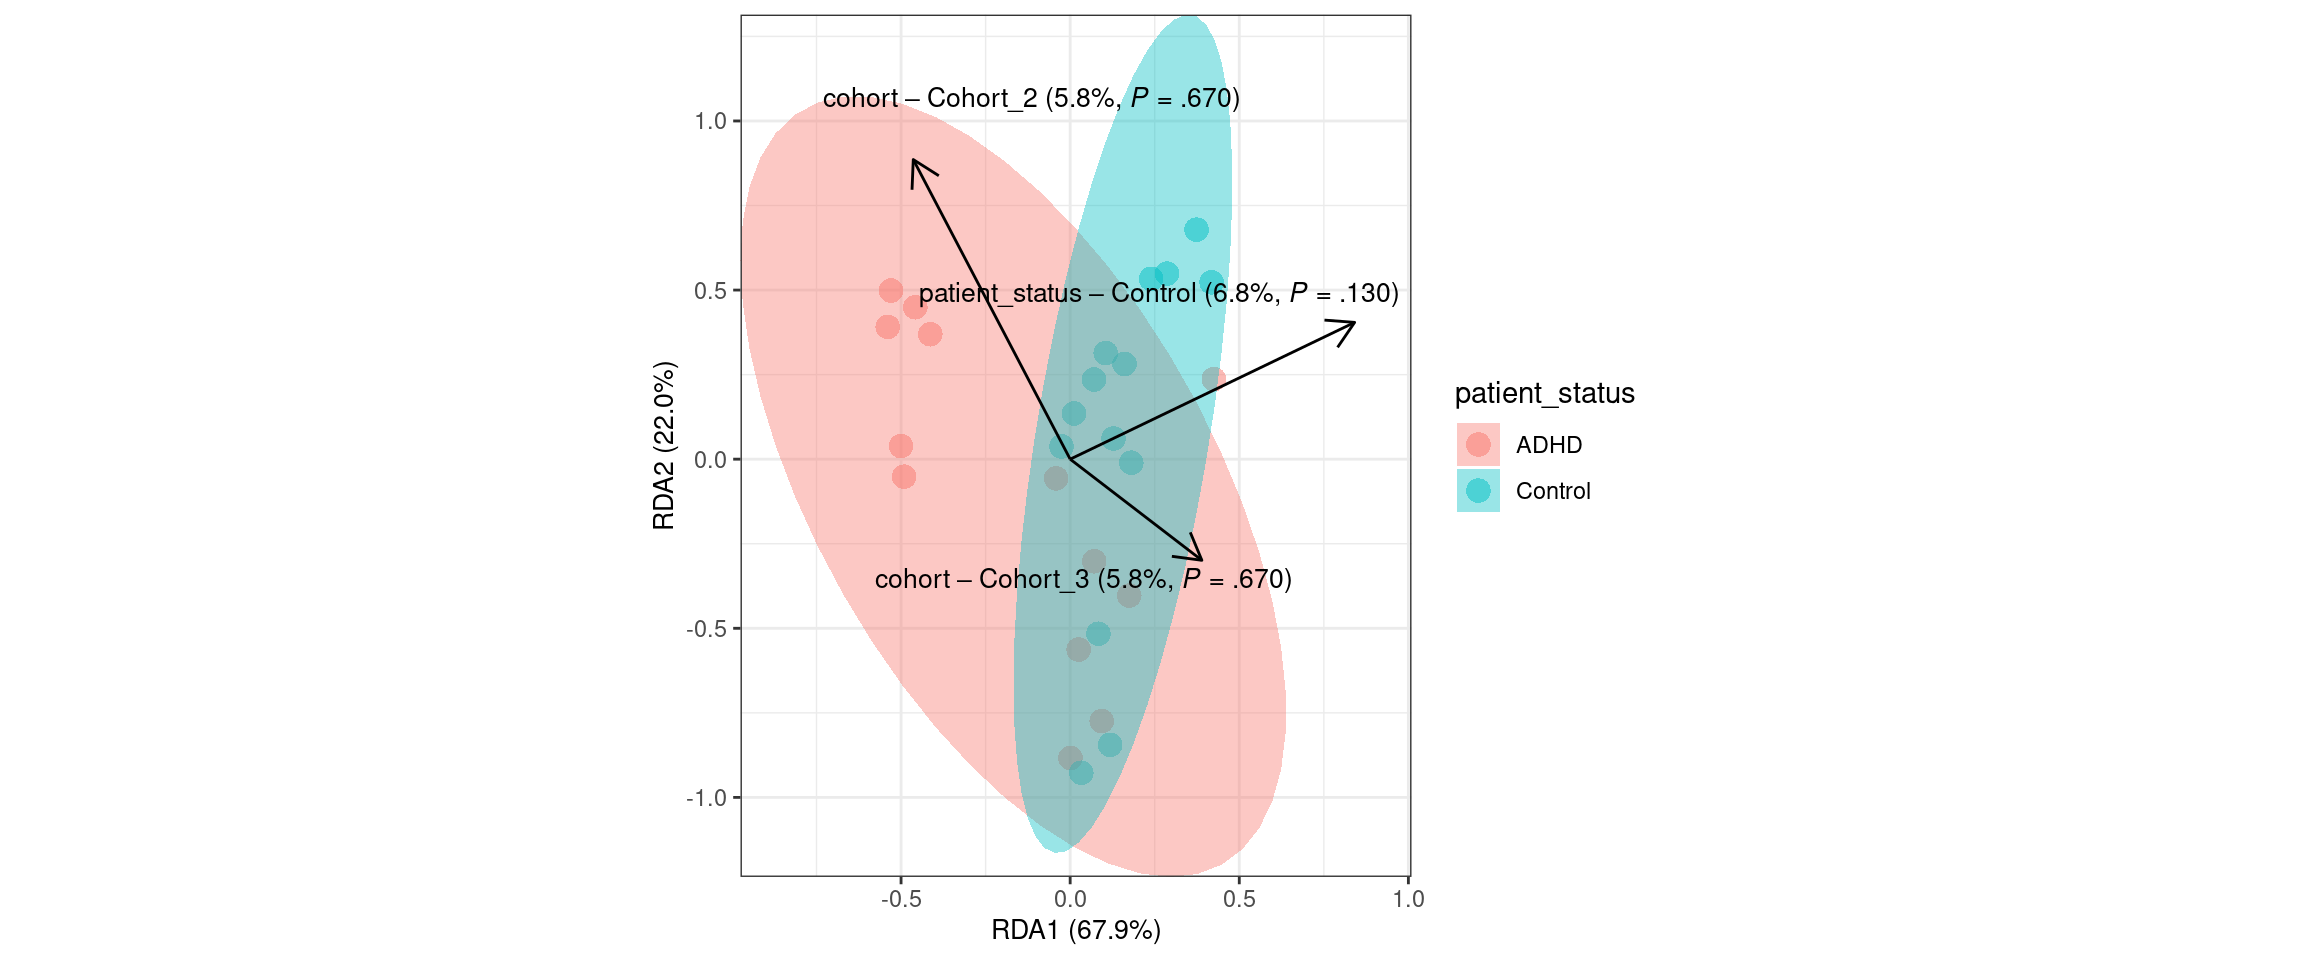 cohort – Cohort_2 (5.8%, P = .670)
1.0
patient_status – Control (6.8%, P = .130)
0.5
0.0
cohort – Cohort_3 (5.8%, P = .670)
-0.5
-1.0
RDA2 (22.0%)
-0.5 0.0 0.5 1.0
RDA1 (67.9%)
patient_status
ADHD
Control